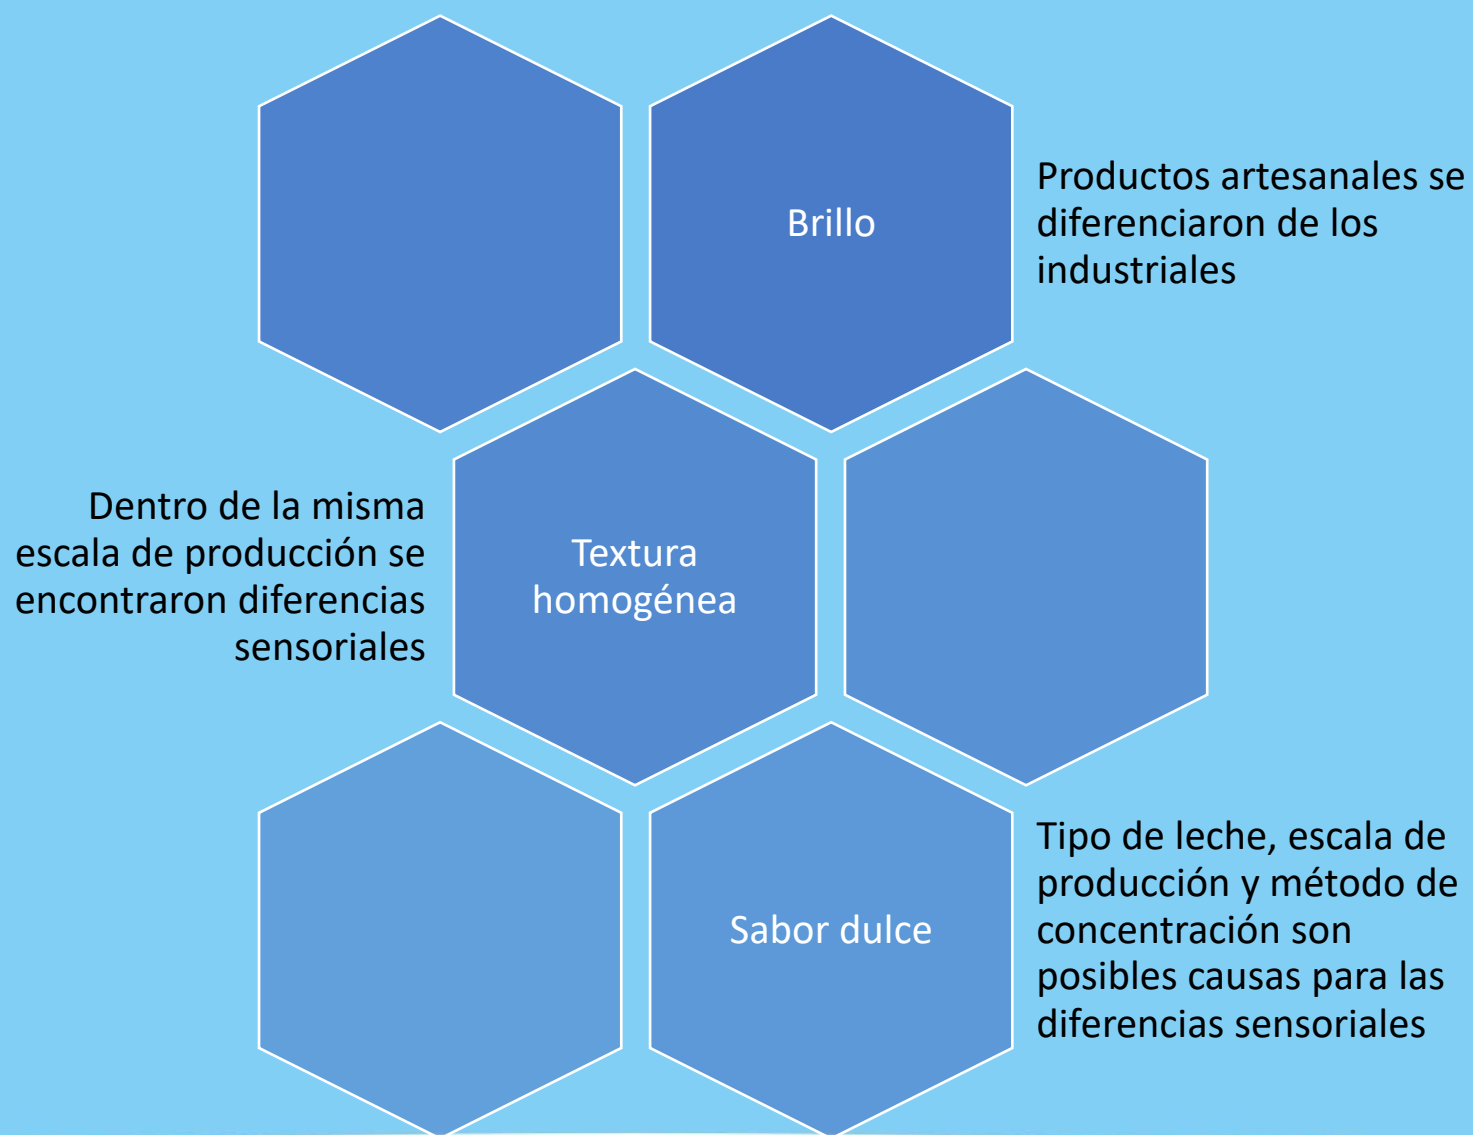 Brillo
Productos artesanales se
diferenciaron de los
industriales
Dentro de la misma
escala de producción se
encontraron diferencias
sensoriales
Textura
homogénea
Sabor dulce
Tipo de leche, escala de
producción y método de
concentración son
posibles causas para las
diferencias sensoriales